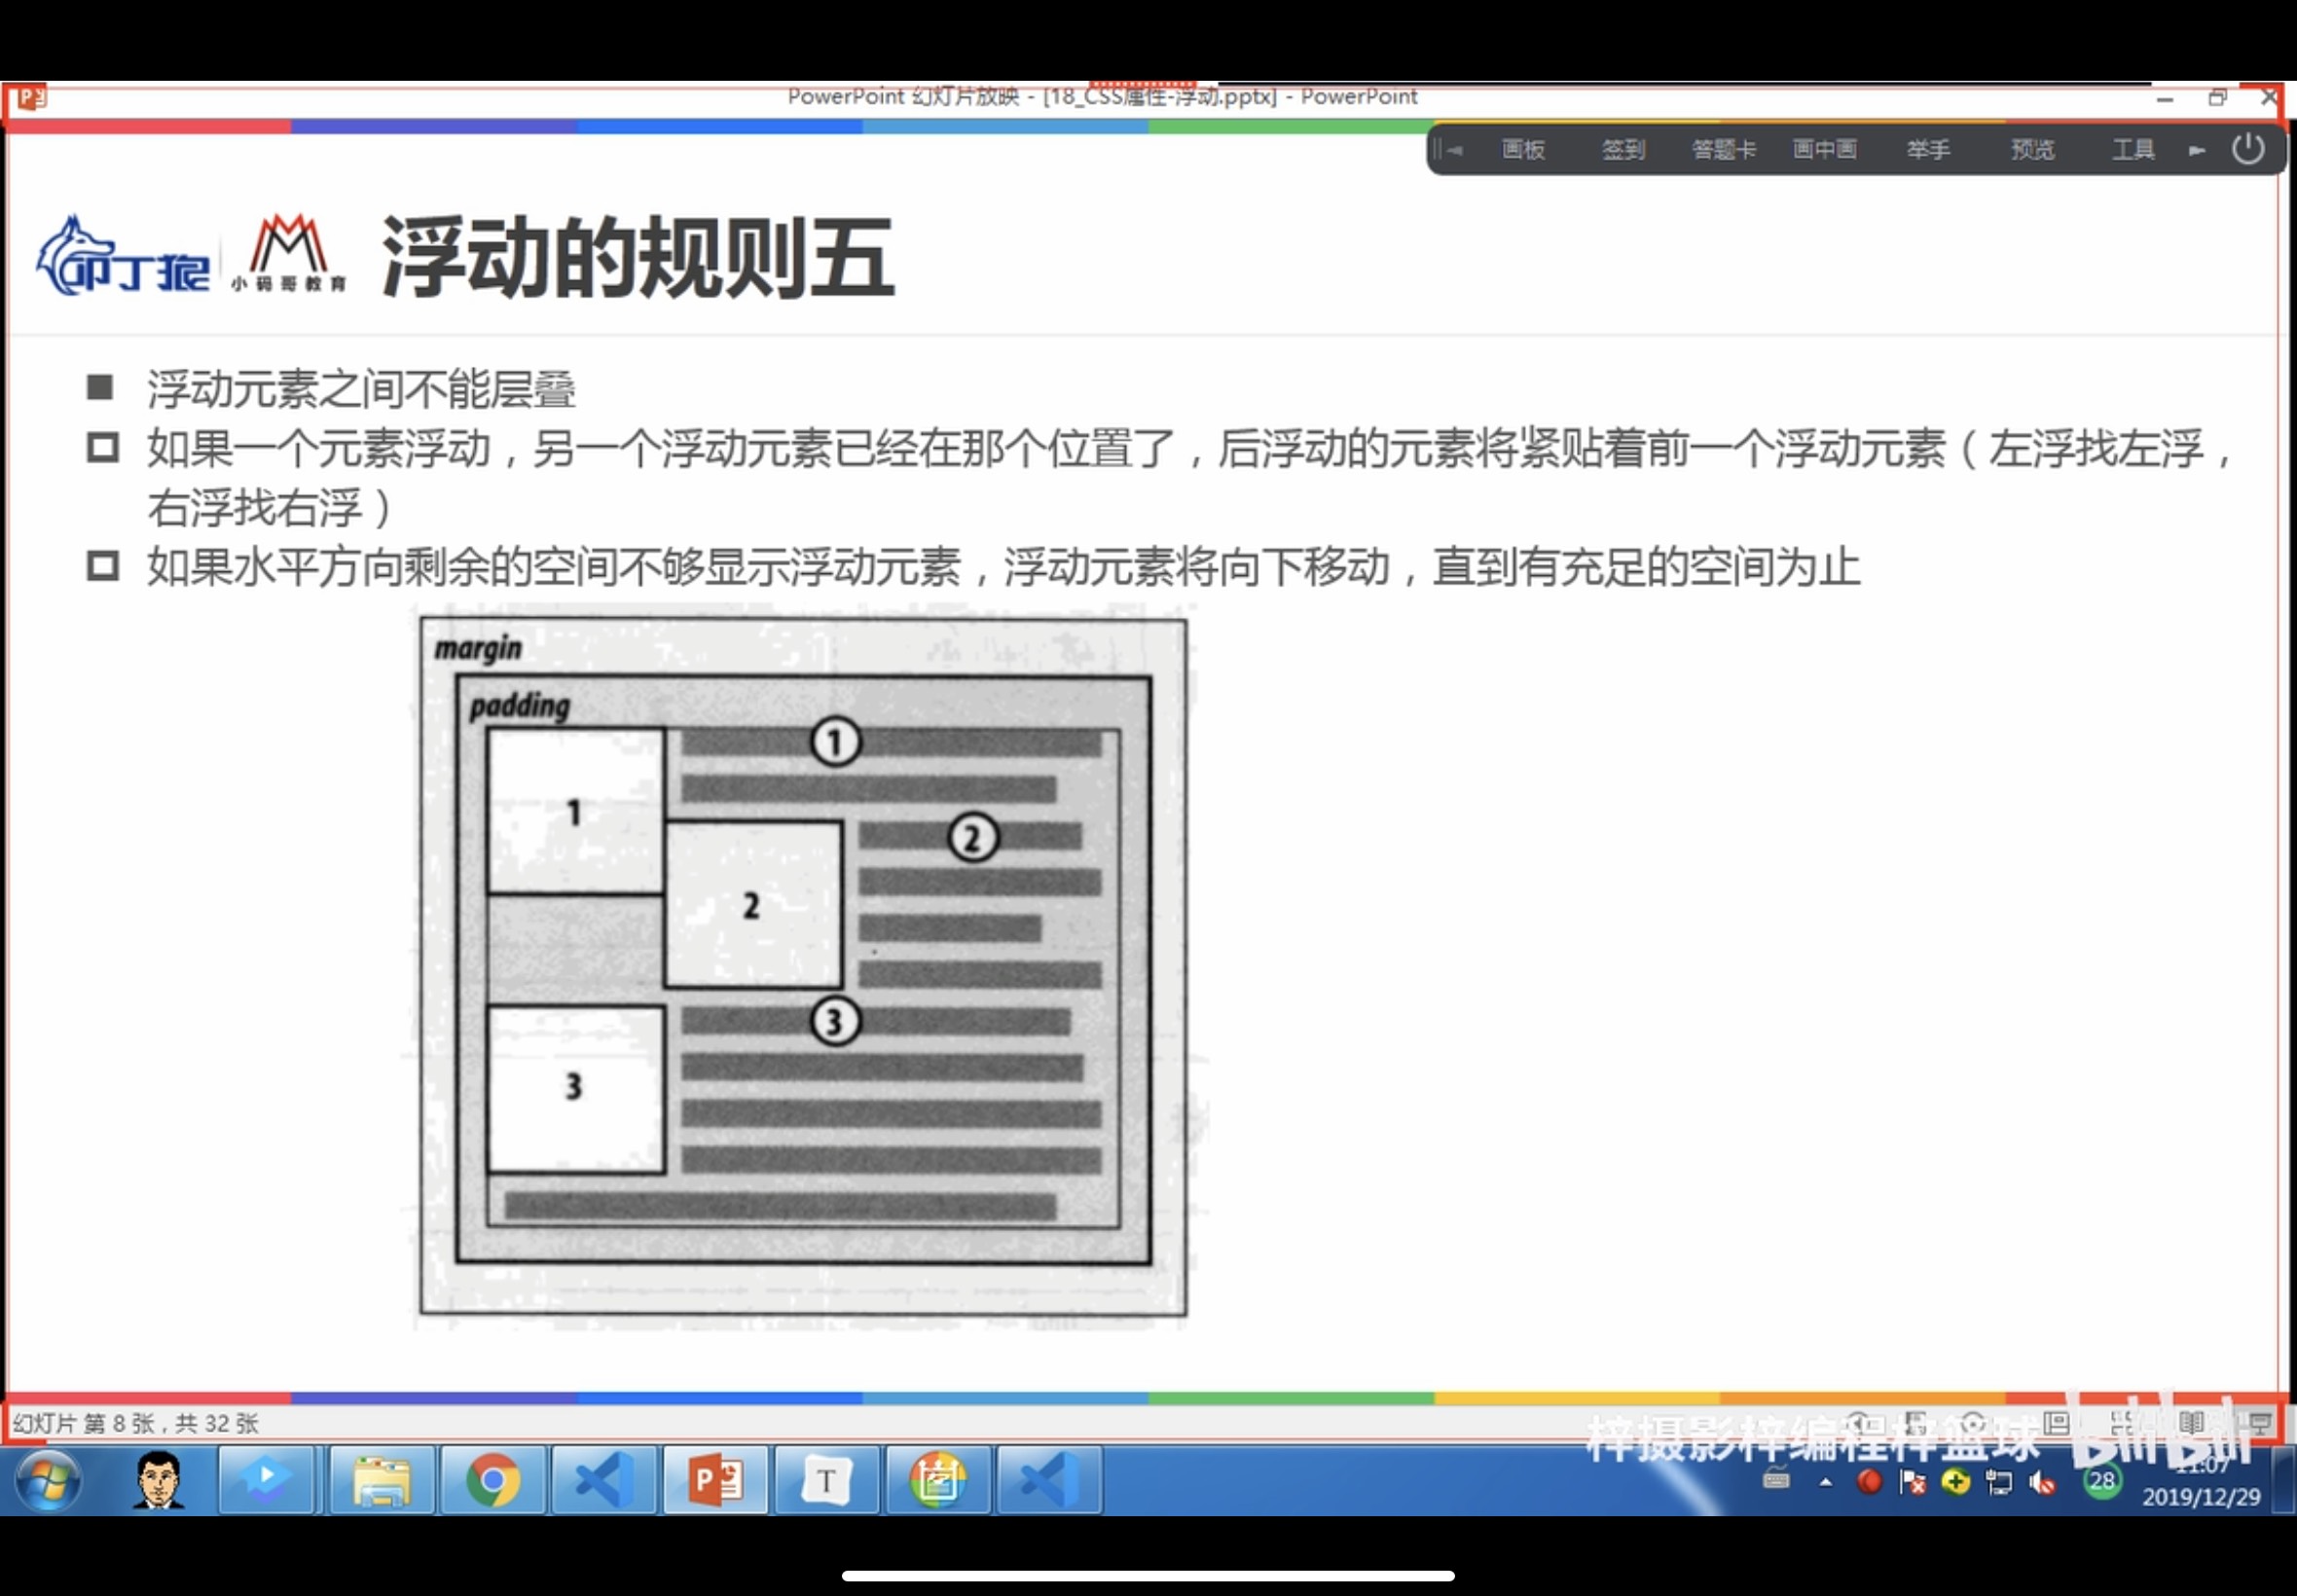 PowerPoint 幻灯片放映 - [18_CSS属性-浮动.pptx] - PowerPoint
画板 签到 答题卡 画中画 举手 预览 工具
叩丁狼 小码哥教育 浮动的规则五
浮动元素之间不能层叠
如果一个元素浮动，另一个浮动元素已经在那个位置了，后浮动的元素将紧贴着前一个浮动元素（左浮找左浮，
右浮找右浮）
如果水平方向剩余的空间不够显示浮动元素，浮动元素将向下移动，直到有充足的空间为止
margin
padding
1
1
2
2
3
3
幻灯片 第 8 张，共 32 张
梓摄影梓编程梓篮球 bilibili
28
11:07
2019/12/29